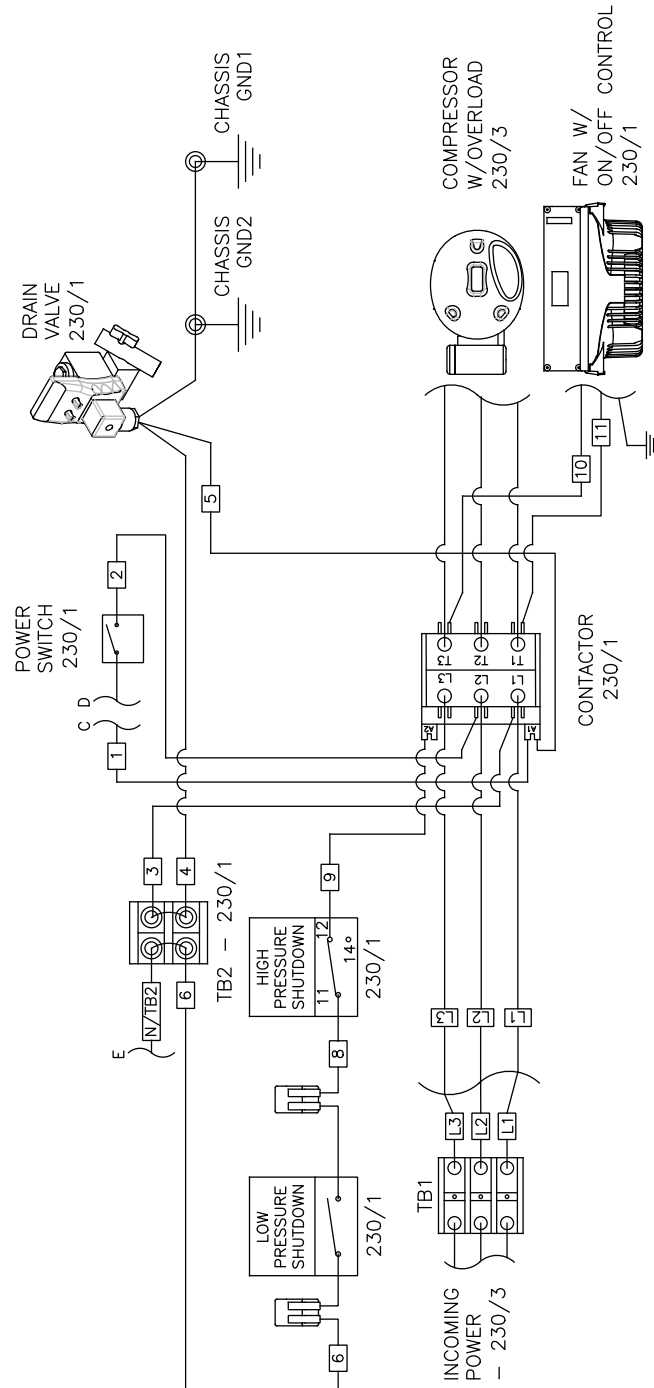 DRAIN
VALVE
230/1
CHASSIS
GND2
CHASSIS
GND1
POWER
SWITCH
230/1
1
C
D
2
5
3
4
TB2 - 230/1
E
N/TB2
6
COMPRESSOR
W/OVERLOAD
230/3
FAN W/
ON/OFF CONTROL
230/1
10
11
HIGH
PRESSURE
SHUTDOWN
11
12
14
230/1
9
8
LOW
PRESSURE
SHUTDOWN
230/1
6
A2
A1
L3
T3
L2
T2
L1
T1
CONTACTOR
230/1
L3
L2
L1
TB1
L3
L2
L1
INCOMING
POWER
- 230/3